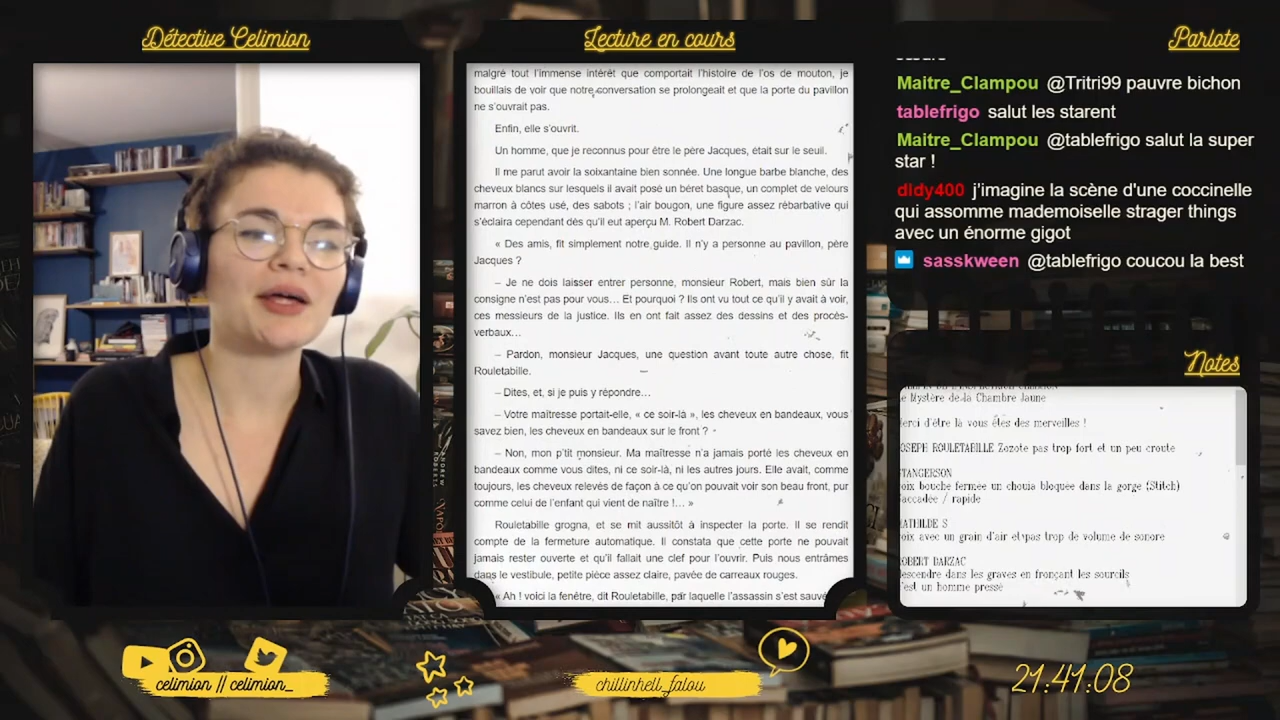 Détective Celimion
Lecture en cours
malgré tout l'immense intérêt que comportait l'histoire de l'os de mouton, je
bouillais de voir que notre conversation se prolongeait et que la porte du pavillon
ne s'ouvrait pas.
Enfin, elle s'ouvrit.
Un homme, que je reconnus pour être le père Jacques, était sur le seuil.
Il me parut avoir la soixantaine bien sonnée. Une longue barbe blanche, des
cheveux blancs sur lesquels il avait posé un béret basque, un complet de velours
marron à côtes usé, des sabots ; l'air bougon, une figure assez rébarbative qui
s'éclaira cependant dès qu'il eut aperçu M. Robert Darzac.
« Des amis, fit simplement notre guide. Il n'y a personne au pavillon, père
Jacques ?
– Je ne dois laisser entrer personne, monsieur Robert, mais bien sûr la
consigne n'est pas pour vous… Et pourquoi ? Ils ont vu tout ce qu'il y avait à voir,
ces messieurs de la justice. Ils en ont fait assez des dessins et des procès-
verbaux…
– Pardon, monsieur Jacques, une question avant toute autre chose, fit
Rouletabille.
– Dites, et, si je puis y répondre…
– Votre maîtresse portait-elle, « ce soir-là », les cheveux en bandeaux, vous
savez bien, les cheveux en bandeaux sur le front ?
– Non, mon p'tit monsieur. Ma maîtresse n'a jamais porté les cheveux en
bandeaux comme vous dites, ni ce soir-là, ni les autres jours. Elle avait, comme
toujours, les cheveux relevés de façon à ce qu'on pouvait voir son beau front, pur
comme celui de l'enfant qui vient de naître !… »
Rouletabille grogna, et se mit aussitôt à inspecter la porte. Il se rendit
compte de la fermeture automatique. Il constata que cette porte ne pouvait
jamais rester ouverte et qu'il fallait une clef pour l'ouvrir. Puis nous entrâmes
dans le vestibule, petite pièce assez claire, pavée de carreaux rouges.
« Ah ! voici la fenêtre, dit Rouletabille, par laquelle l'assassin s'est sauvé
Parlote
Maitre_Clampou @Tritri99 pauvre bichon
tablefrigo salut les starent
Maitre_Clampou @tablefrigo salut la super
star !
didy400 j'imagine la scène d'une coccinelle
qui assomme mademoiselle strager things
avec un énorme gigot
sasskween @tablefrigo coucou la best
Notes
e Mystère de la Chambre Jaune
erci d'être là vous êtes des merveilles !
OSEPH ROULETABILLE Zozote pas trop fort et un peu croute
TANGERSON
oix bouche fermée un chouia bloquée dans la gorge (Stitch)
accadée / rapide
ATHILDE S
oix avec un grain d'air et pas trop de volume de sonore
OBERT DARZAC
escendre dans les graves en fronçant les sourcils
'est un homme pressé
celimion // celimion_
chillinhell_falou
21:41:08